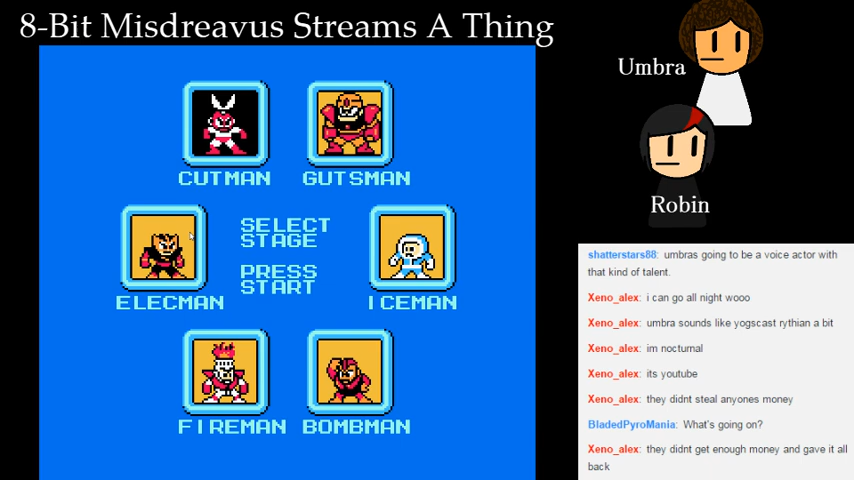 8-Bit Misdreavus Streams A Thing
Umbra
Robin
CUTMAN GUTSMAN
SELECT
STAGE
PRESS
START
ELECMAN ICEMAN
FIREMAN BOMBMAN
shatterstars88: umbras going to be a voice actor with
that kind of talent.
Xeno_alex: i can go all night wooo
Xeno_alex: umbra sounds like yogscast rythian a bit
Xeno_alex: im nocturnal
Xeno_alex: its youtube
Xeno_alex: they didnt steal anyones money
BladedPyroMania: What's going on?
Xeno_alex: they didnt get enough money and gave it all
back